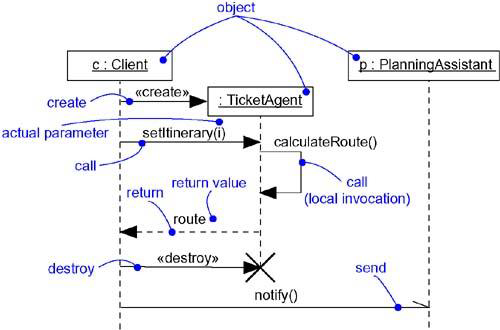 object
c : Client
p : PlanningAssistant
«create»
create
: TicketAgent
actual parameter
setItinerary(i)
calculateRoute()
call
call
(local invocation)
return value
return
route
«destroy»
destroy
send
notify()